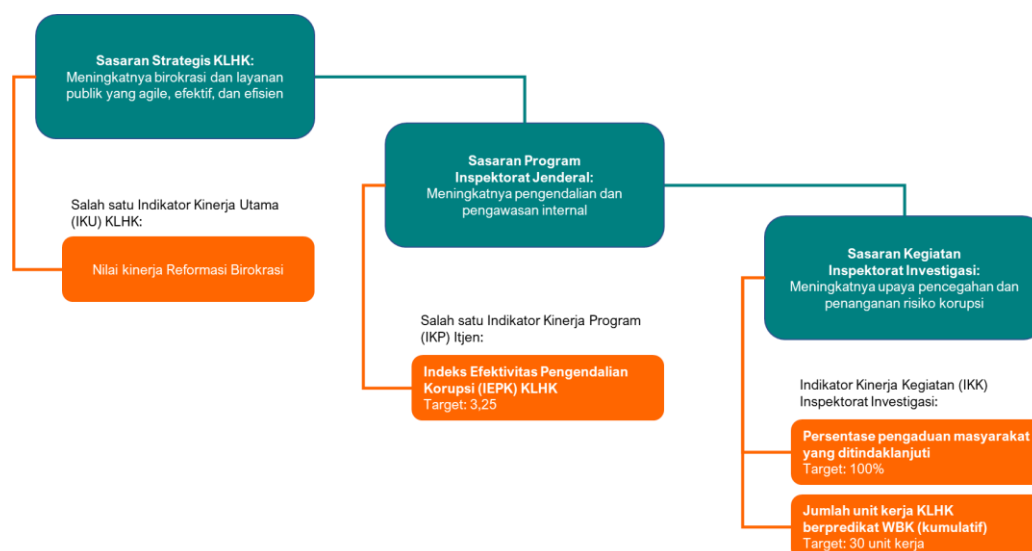 Sasaran Strategis KLHK:
Meningkatnya birokrasi dan layanan
publik yang agile, efektif, dan efisien
Salah satu Indikator Kinerja Utama
(IKU) KLHK:
Nilai kinerja Reformasi Birokrasi
Sasaran Program
Inspektorat Jenderal:
Meningkatnya pengendalian dan
pengawasan internal
Salah satu Indikator Kinerja Program
(IKP) Itjen:
Indeks Efektivitas Pengendalian
Korupsi (IEPK) KLHK
Target: 3,25
Sasaran Kegiatan
Inspektorat Investigasi:
Meningkatnya upaya pencegahan dan
penanganan risiko korupsi
Indikator Kinerja Kegiatan (IKK)
Inspektorat Investigasi:
Persentase pengaduan masyarakat
yang ditindaklanjuti
Target: 100%
Jumlah unit kerja KLHK
berpredikat WBK (kumulatif)
Target: 30 unit kerja